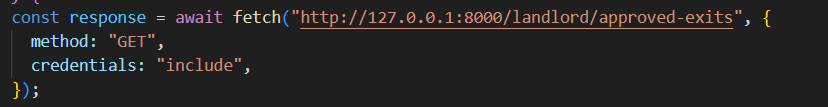 const response = await fetch("http://127.0.0.1:8000/landlord/approved-exits", {
  method: "GET",
  credentials: "include",
});